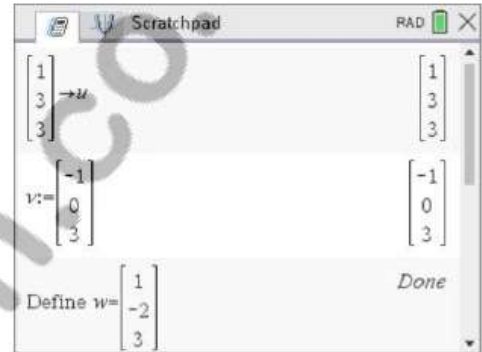 Scratchpad RAD
[1 3 3]→u [1 3 3]
v:=[-1 0 3] [-1 0 3]
Define w=[1 -2 3] Done
n.co.